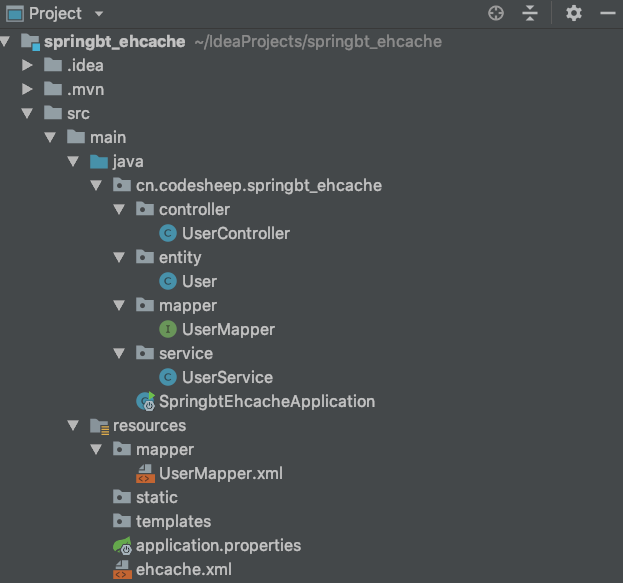 Project
springbt_ehcache ~/IdeaProjects/springbt_ehcache
.idea
.mvn
src
main
java
cn.codesheep.springbt_ehcache
controller
C UserController
entity
C User
mapper
I UserMapper
service
C UserService
SpringbtEhcacheApplication
resources
mapper
UserMapper.xml
static
templates
application.properties
ehcache.xml